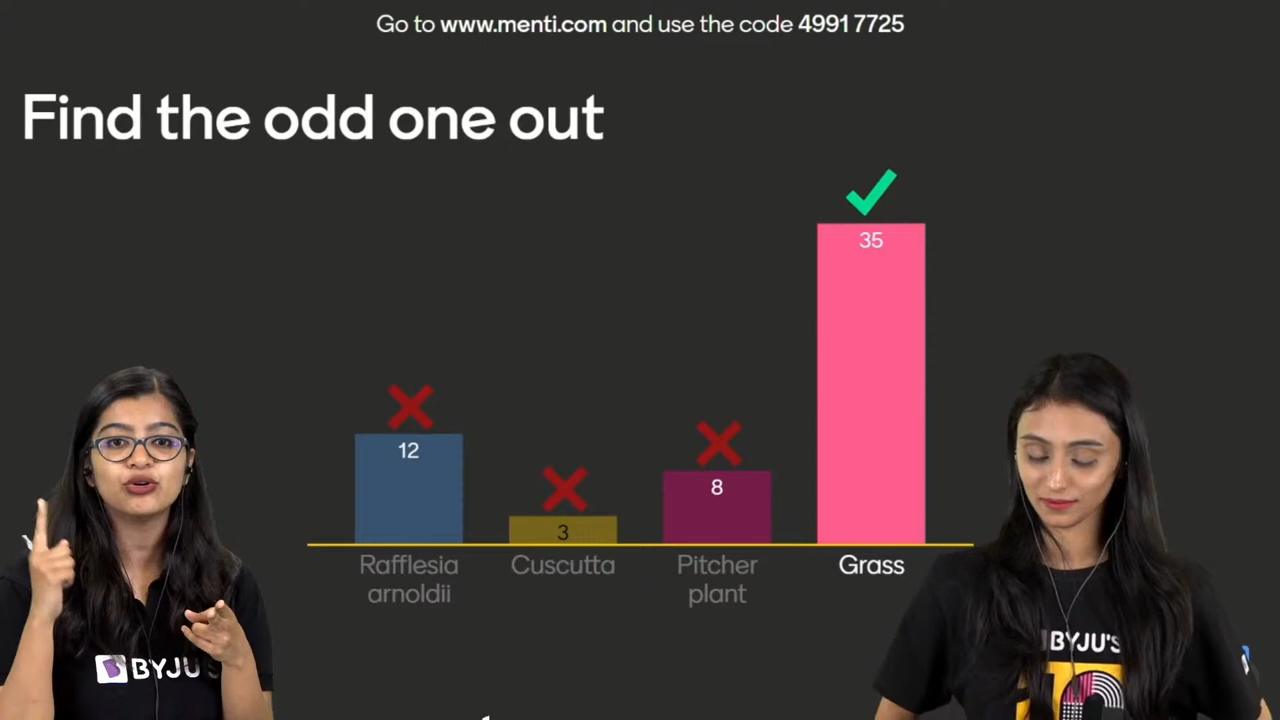 Go to www.menti.com and use the code 4991 7725
Find the odd one out
35
12
8
3
Rafflesia
arnoldii
Cuscutta
Pitcher
plant
Grass
BYJU'S
BYJU'S